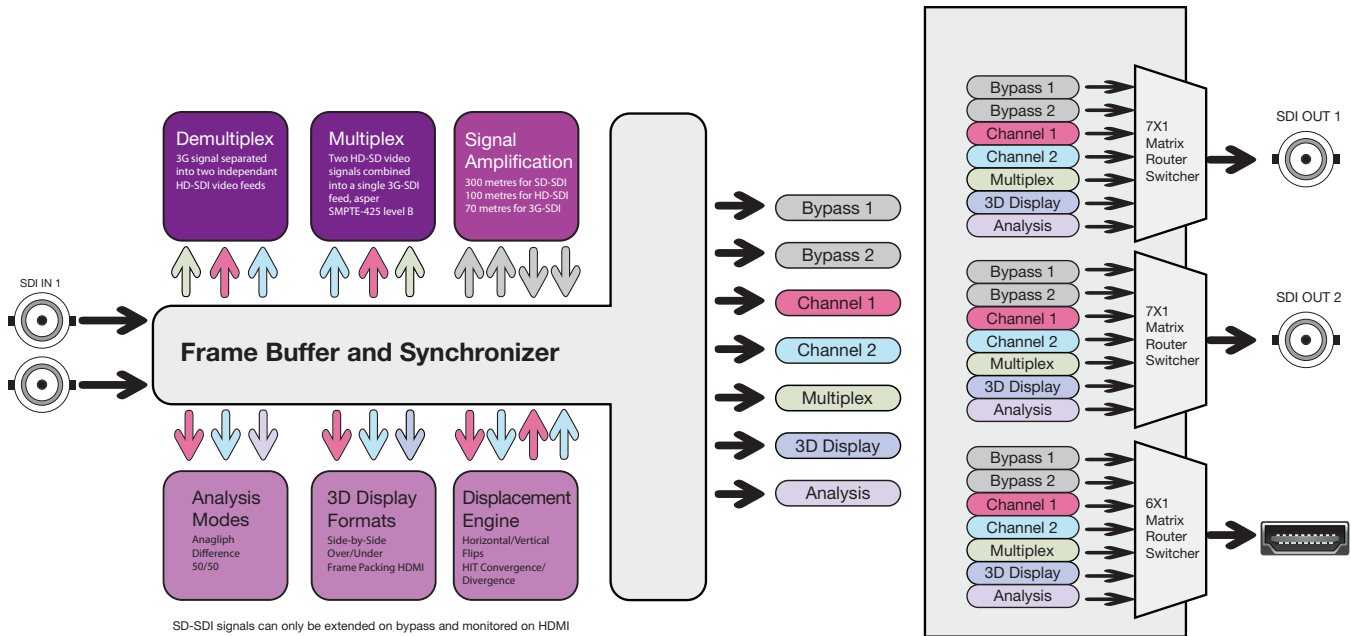 SDI IN 1
Demultiplex
3G signal separated
into two independant
HD-SDI video feeds
Multiplex
Two HD-SD video
signals combined
into a single 3G-SDI
feed, asper
SMPTE-425 level B
Signal
Amplification
300 metres for SD-SDI
100 metres for HD-SDI
70 metres for 3G-SDI
Frame Buffer and Synchronizer
Analysis
Modes
Anagliph
Difference
50/50
3D Display
Formats
Side-by-Side
Over/Under
Frame Packing HDMI
Displacement
Engine
Horizontal/Vertical
Flips
HIT Convergence/
Divergence
SD-SDI signals can only be extended on bypass and monitored on HDMI
Bypass 1
Bypass 2
Channel 1
Channel 2
Multiplex
3D Display
Analysis
Bypass 1
Bypass 2
Channel 1
Channel 2
Multiplex
3D Display
Analysis
7X1
Matrix
Router
Switcher
SDI OUT 1
Bypass 1
Bypass 2
Channel 1
Channel 2
Multiplex
3D Display
Analysis
7X1
Matrix
Router
Switcher
SDI OUT 2
Bypass 1
Bypass 2
Channel 1
Channel 2
Multiplex
3D Display
Analysis
6X1
Matrix
Router
Switcher